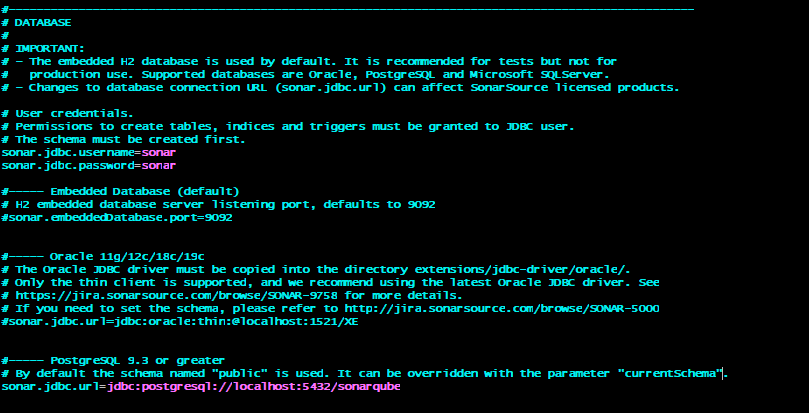 #--------------------------------------------------------------------------------------------------
# DATABASE
#
# IMPORTANT:
# - The embedded H2 database is used by default. It is recommended for tests but not for
#   production use. Supported databases are Oracle, PostgreSQL and Microsoft SQLServer.
# - Changes to database connection URL (sonar.jdbc.url) can affect SonarSource licensed products.

# User credentials.
# Permissions to create tables, indices and triggers must be granted to JDBC user.
# The schema must be created first.
sonar.jdbc.username=sonar
sonar.jdbc.password=sonar

#----- Embedded Database (default)
# H2 embedded database server listening port, defaults to 9092
#sonar.embeddedDatabase.port=9092


#----- Oracle 11g/12c/18c/19c
# The Oracle JDBC driver must be copied into the directory extensions/jdbc-driver/oracle/.
# Only the thin client is supported, and we recommend using the latest Oracle JDBC driver. See
# https://jira.sonarsource.com/browse/SONAR-9758 for more details.
# If you need to set the schema, please refer to http://jira.sonarsource.com/browse/SONAR-5000
#sonar.jdbc.url=jdbc:oracle:thin:@localhost:1521/XE


#----- PostgreSQL 9.3 or greater
# By default the schema named "public" is used. It can be overridden with the parameter "currentSchema".
sonar.jdbc.url=jdbc:postgresql://localhost:5432/sonarqube